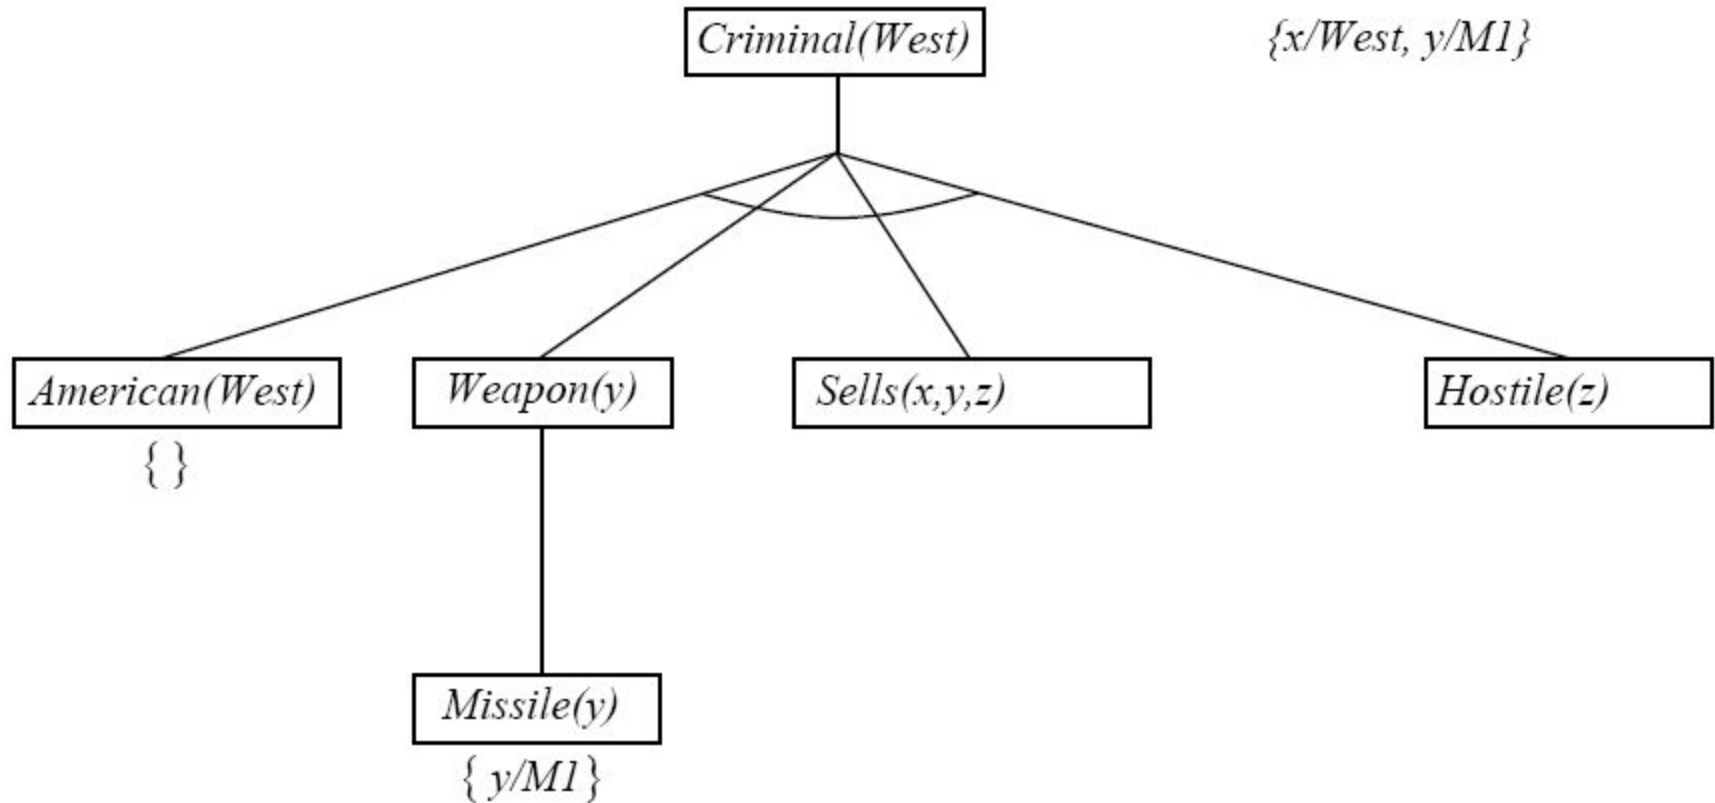 Criminal(West)
{x/West, y/M1}
American(West)
Weapon(y)
Sells(x,y,z)
Hostile(z)
{ }
Missile(y)
{ y/M1}